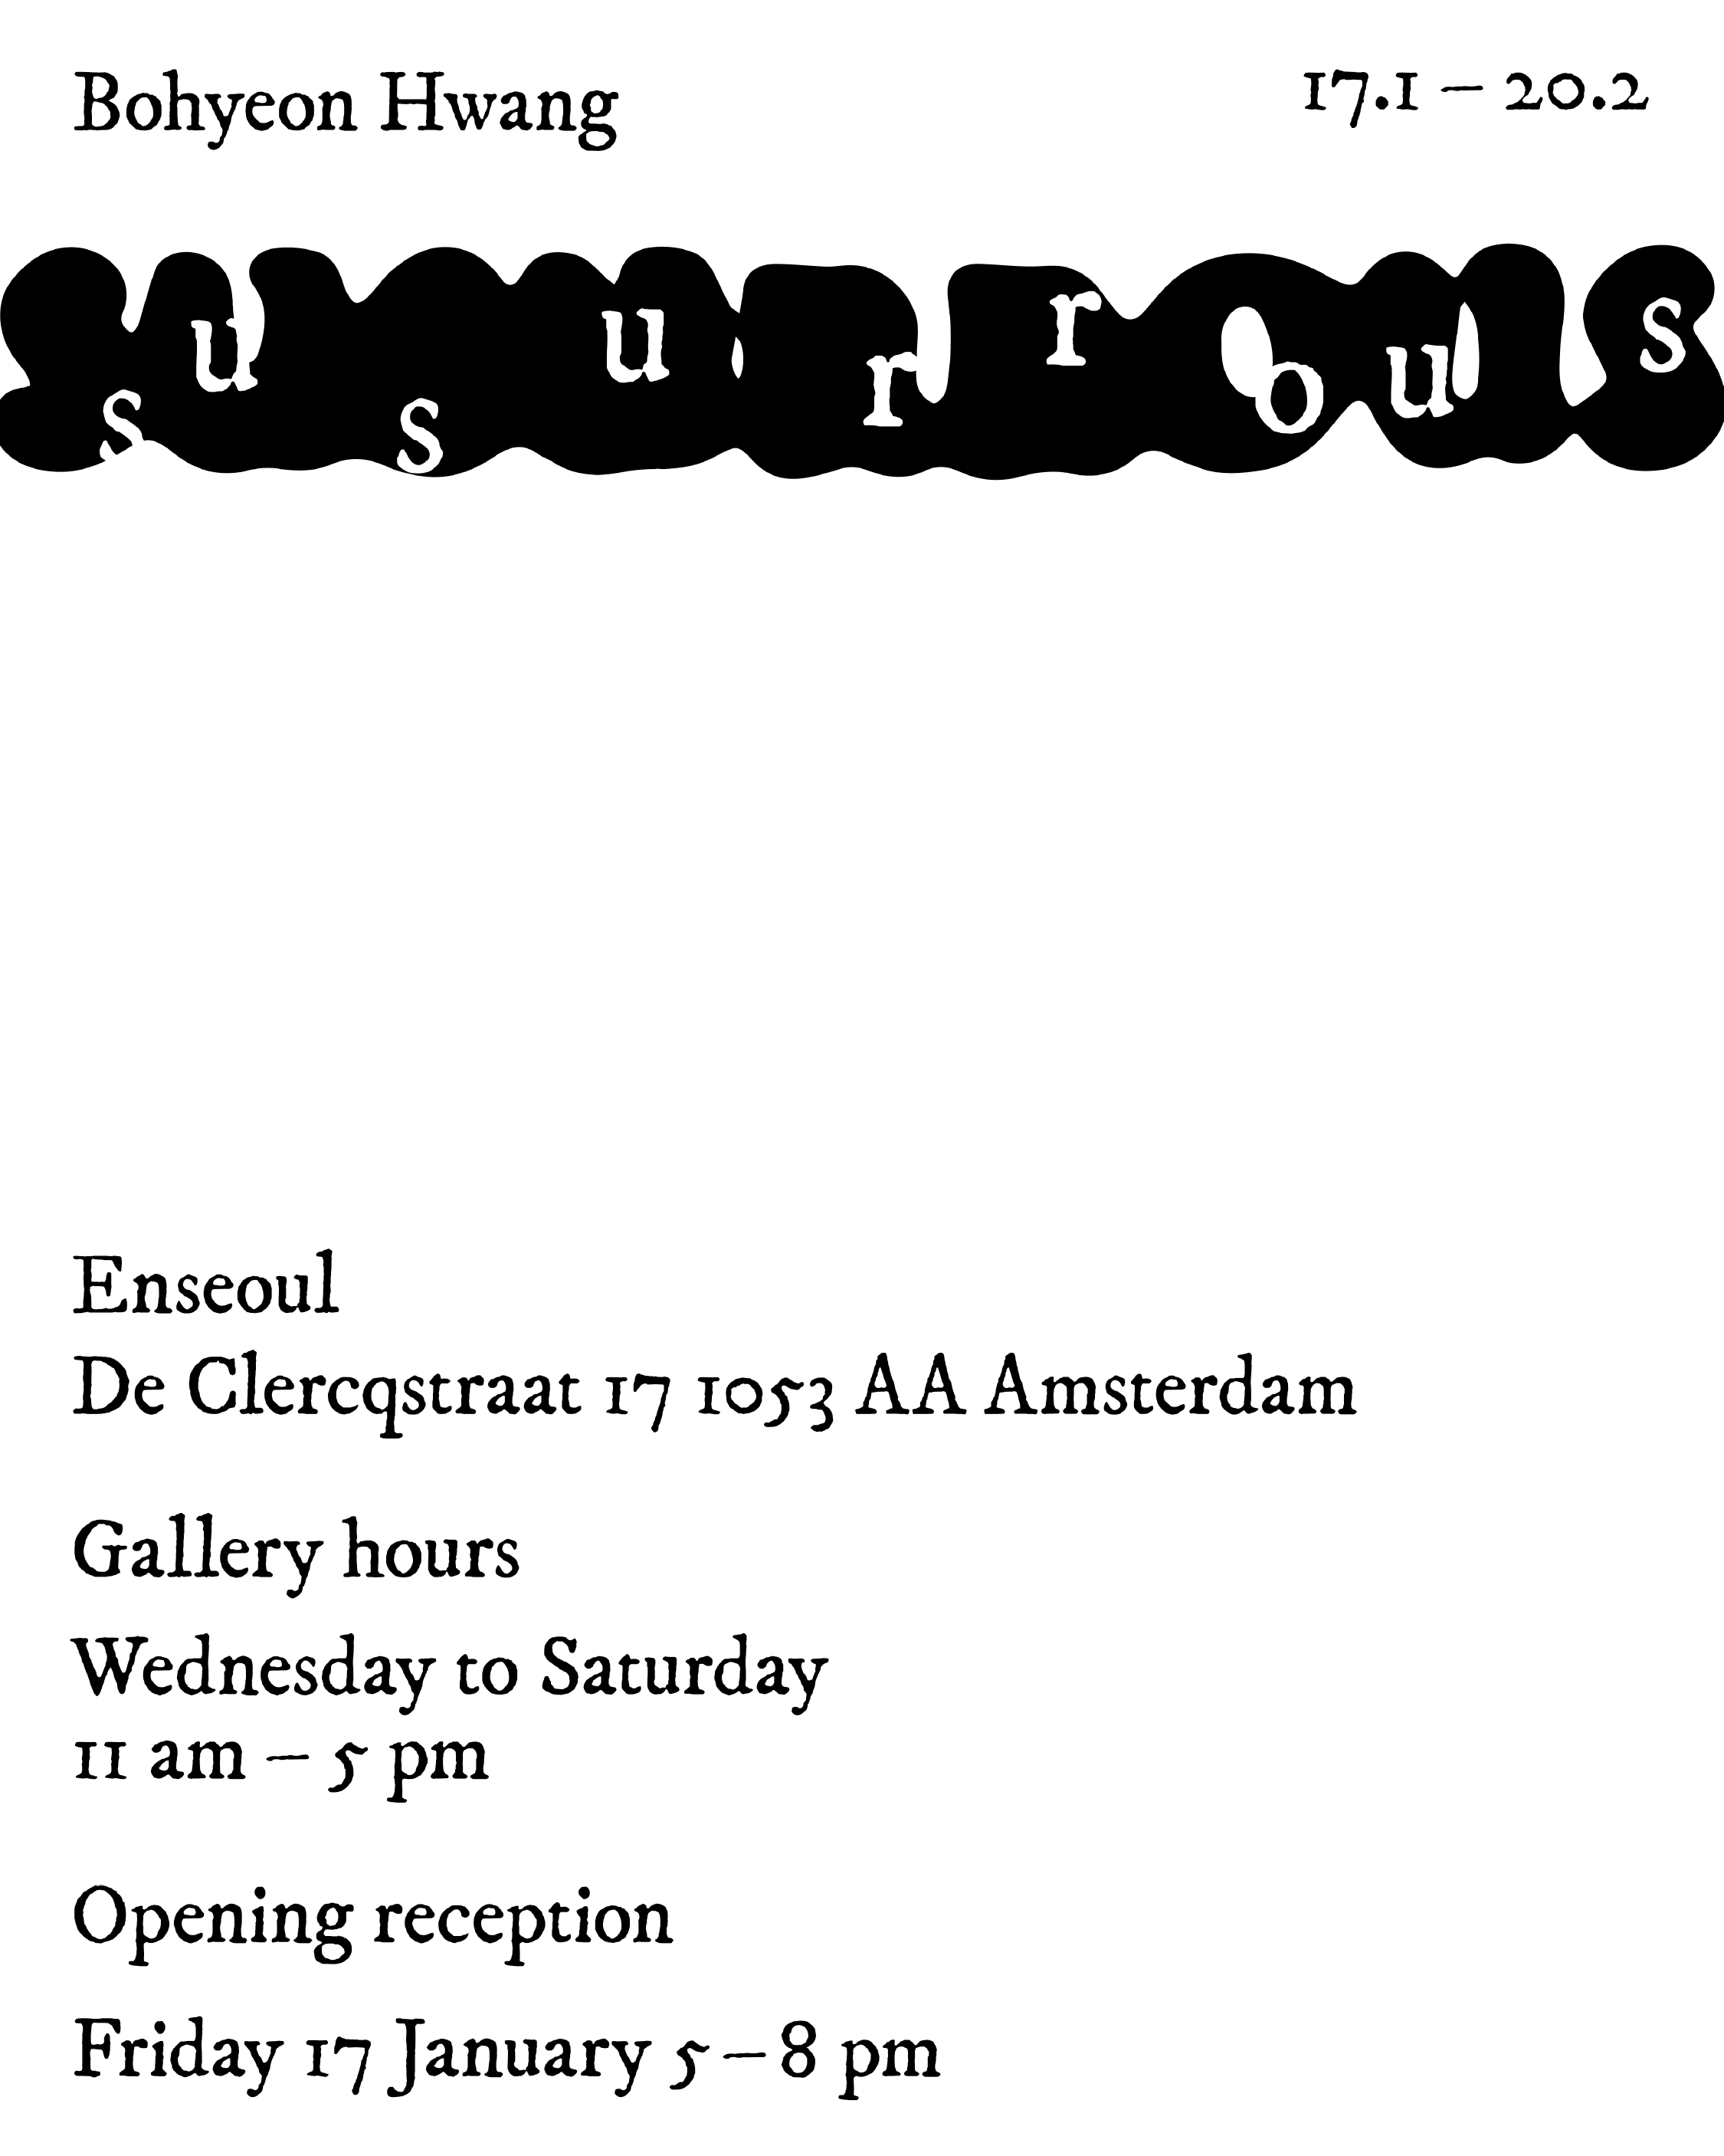 Bohyeon Hwang
17.1 — 20.2
susurrous
Enseoul
De Clercqstraat 17 1053 AA Amsterdam
Gallery hours
Wednesday to Saturday
11 am — 5 pm
Opening reception
Friday 17 January 5 — 8 pm